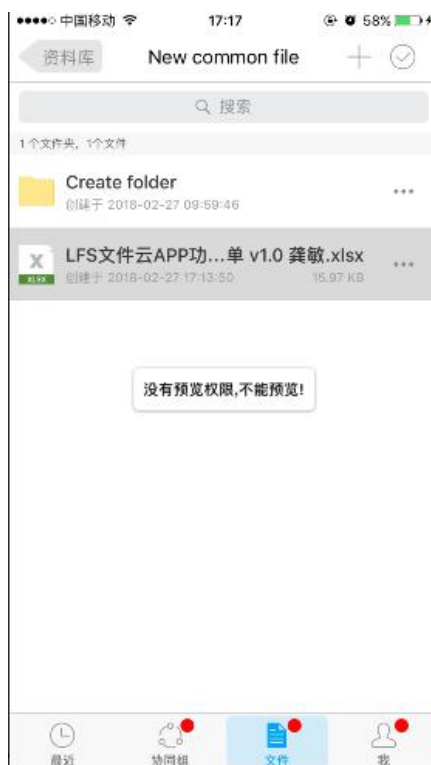 中国移动 17:17 58%
资料库 New common file
搜索
1个文件夹，1个文件
Create folder
创建于 2018-02-27 09:59:46
LFS文件云APP功...单 v1.0 龚敏.xlsx
XLSX 创建于 2018-02-27 17:13:50 15.97 KB
没有预览权限,不能预览!
最近 协同组 文件 我